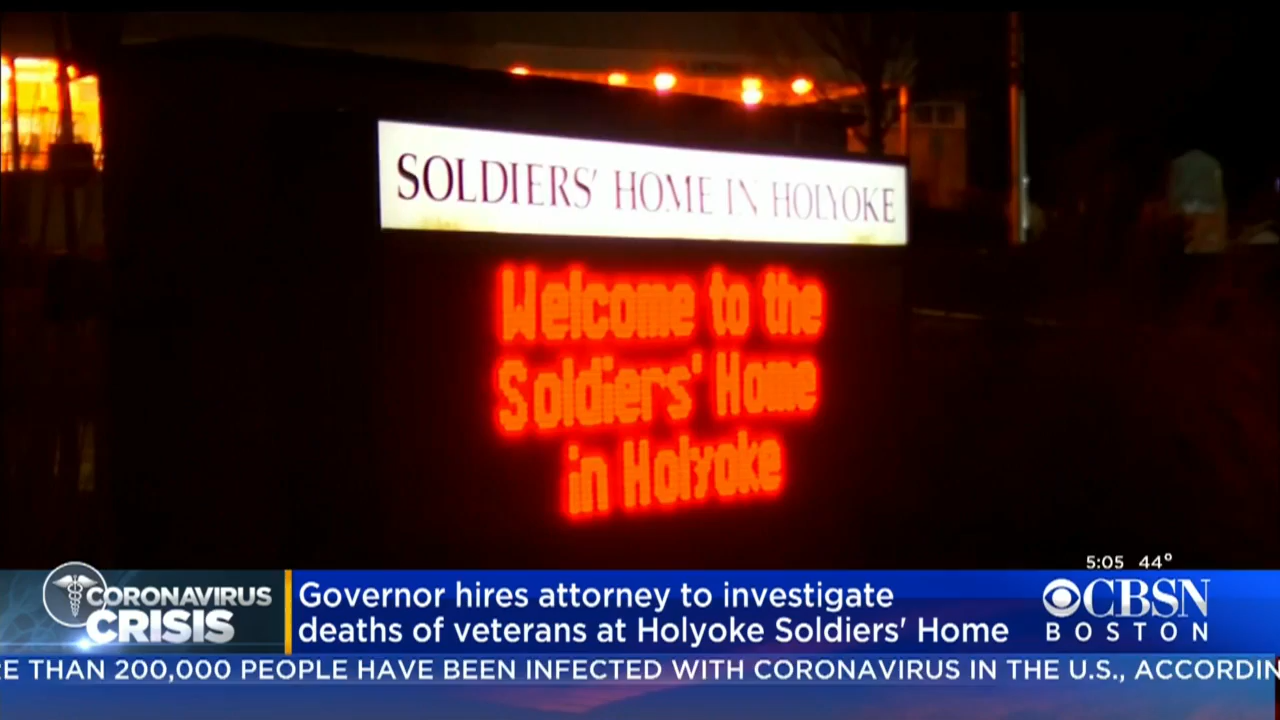 SOLDIERS' HOME IN HOLYOKE
Welcome to the
Soldiers' Home
in Holyoke
5:05 44°
CORONAVIRUS
CRISIS
Governor hires attorney to investigate
deaths of veterans at Holyoke Soldiers' Home
CBSN
BOSTON
THAN 200,000 PEOPLE HAVE BEEN INFECTED WITH CORONAVIRUS IN THE U.S.,